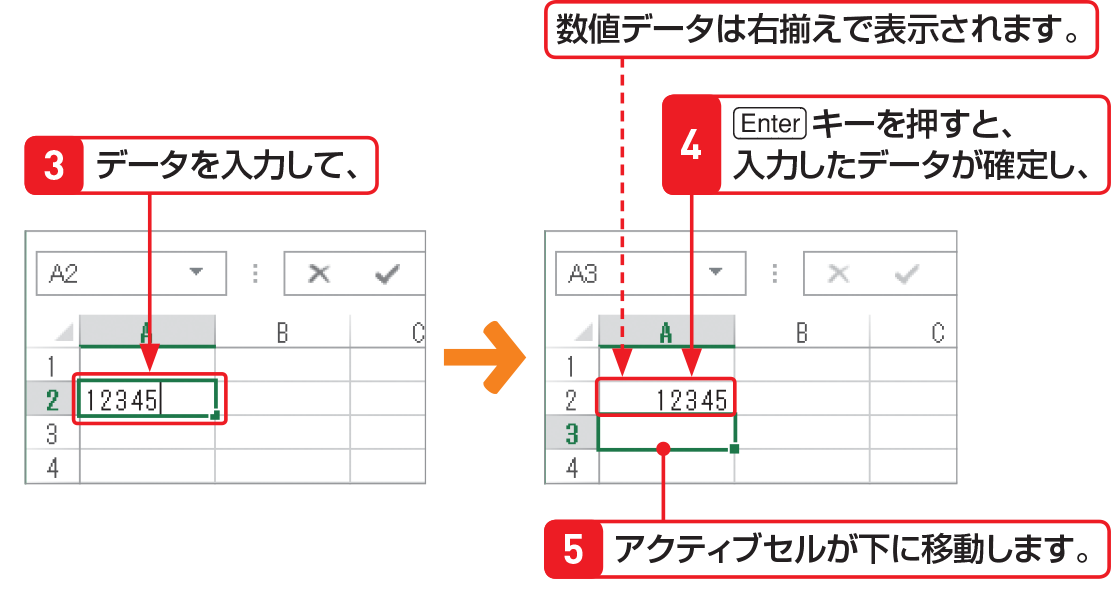 数値データは右揃えで表示されます。
4 Enter キーを押すと、
入力したデータが確定し、
3 データを入力して、
A2
A B C
1
2 12345
3
4
A3
A B C
1
2 12345
3
4
5 アクティブセルが下に移動します。